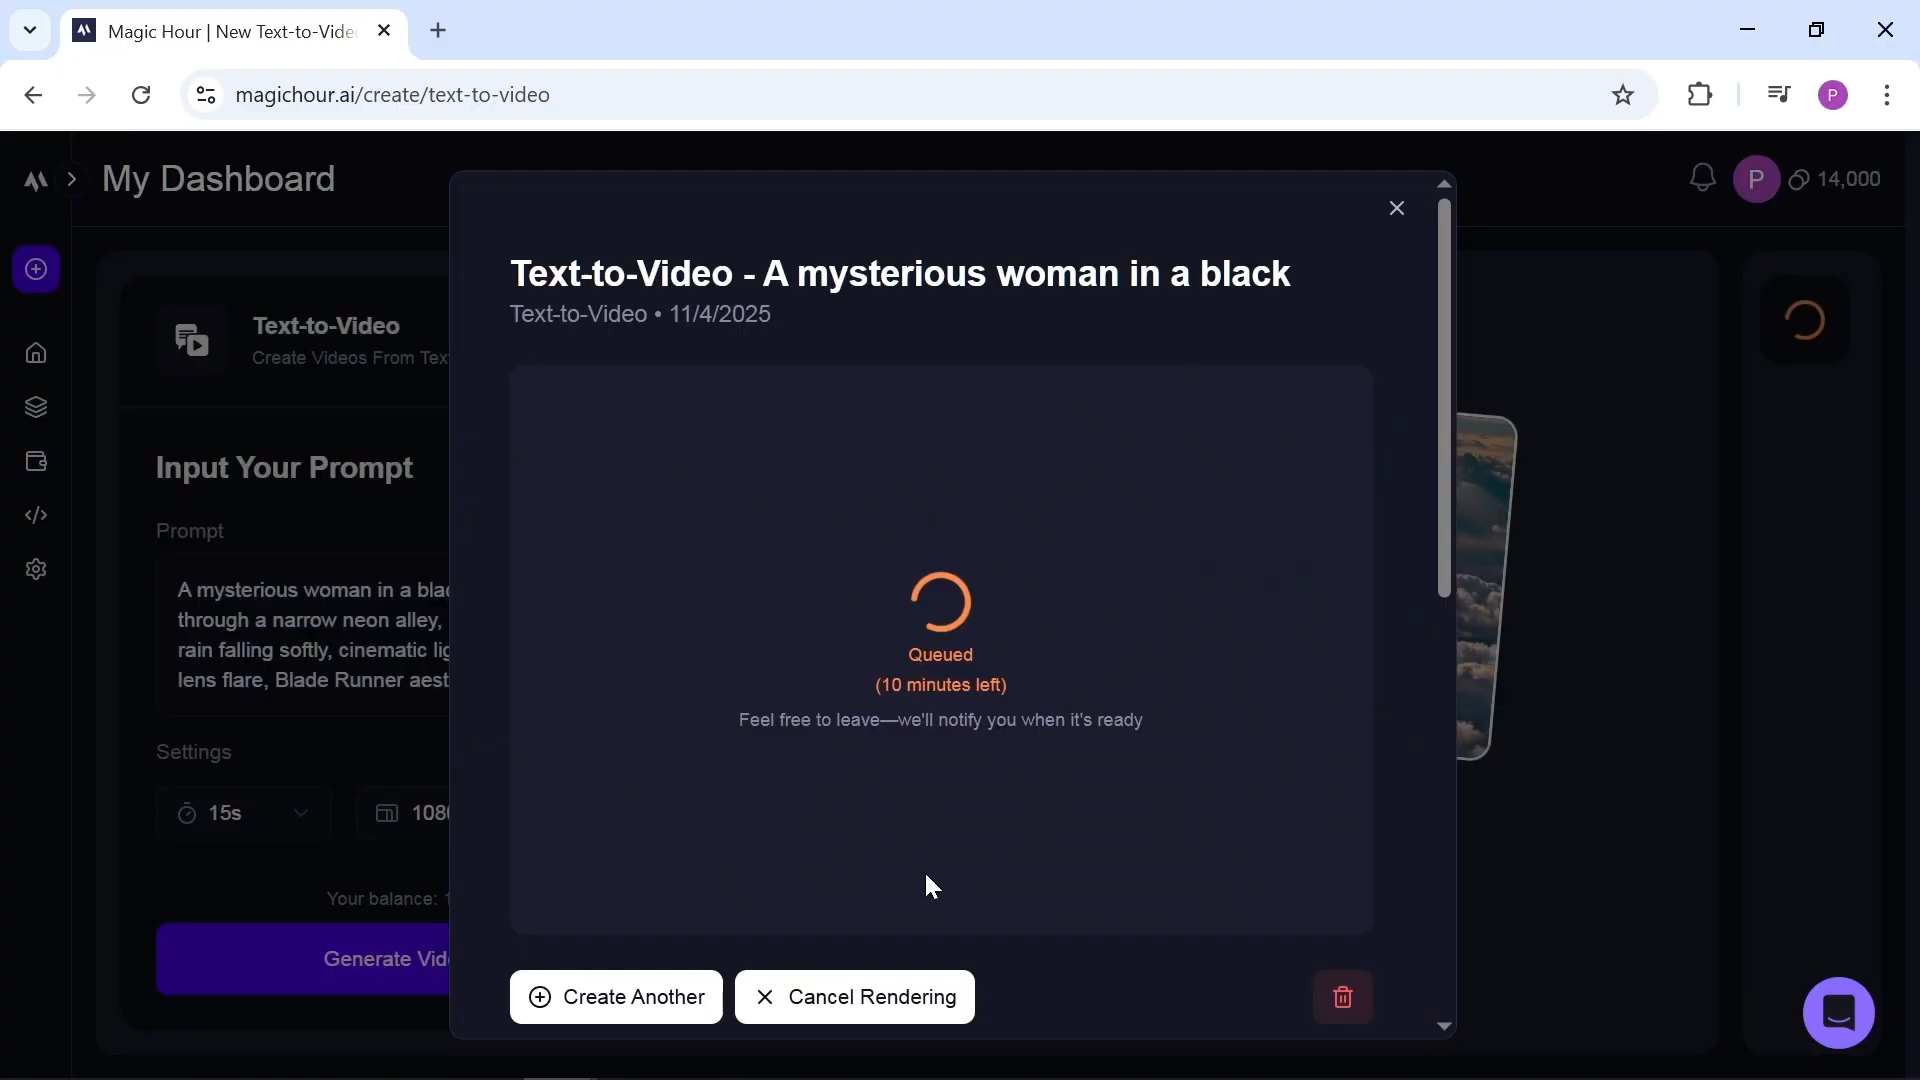 Magic Hour | New Text-to-Vide
magichour.ai/create/text-to-video
P
My Dashboard
P
14,000
Text-to-Video
Create Videos From Tex
Input Your Prompt
Prompt
A mysterious woman in a blac
through a narrow neon alley,
rain falling softly, cinematic lig
lens flare, Blade Runner aest
Settings
15s
108
Your balance:
Generate Vid
Text-to-Video - A mysterious woman in a black
Text-to-Video • 11/4/2025
Queued
(10 minutes left)
Feel free to leave—we'll notify you when it's ready
Create Another
Cancel Rendering